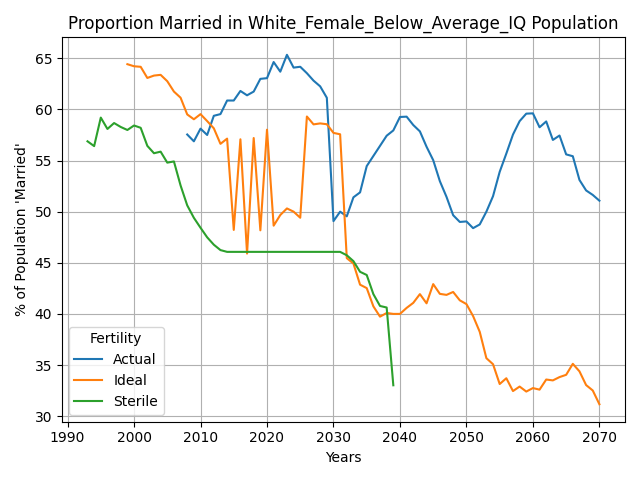 Proportion Married in White_Female_Below_Average_IQ Population
% of Population 'Married'
65
60
55
50
45
40
35
30
Fertility
Actual
Ideal
Sterile
1990 2000 2010 2020 2030 2040 2050 2060 2070
Years